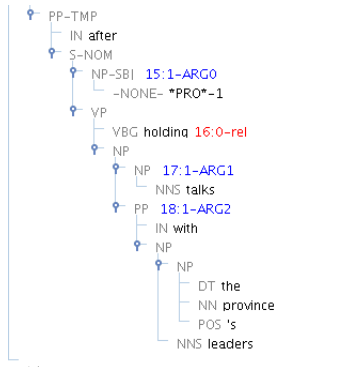 PP-TMP
IN after
S-NOM
NP-SBJ 15:1-ARG0
-NONE- *PRO*-1
VP
VBG holding 16:0-rel
NP
NP 17:1-ARG1
NNS talks
PP 18:1-ARG2
IN with
NP
NP
DT the
NN province
POS 's
NNS leaders